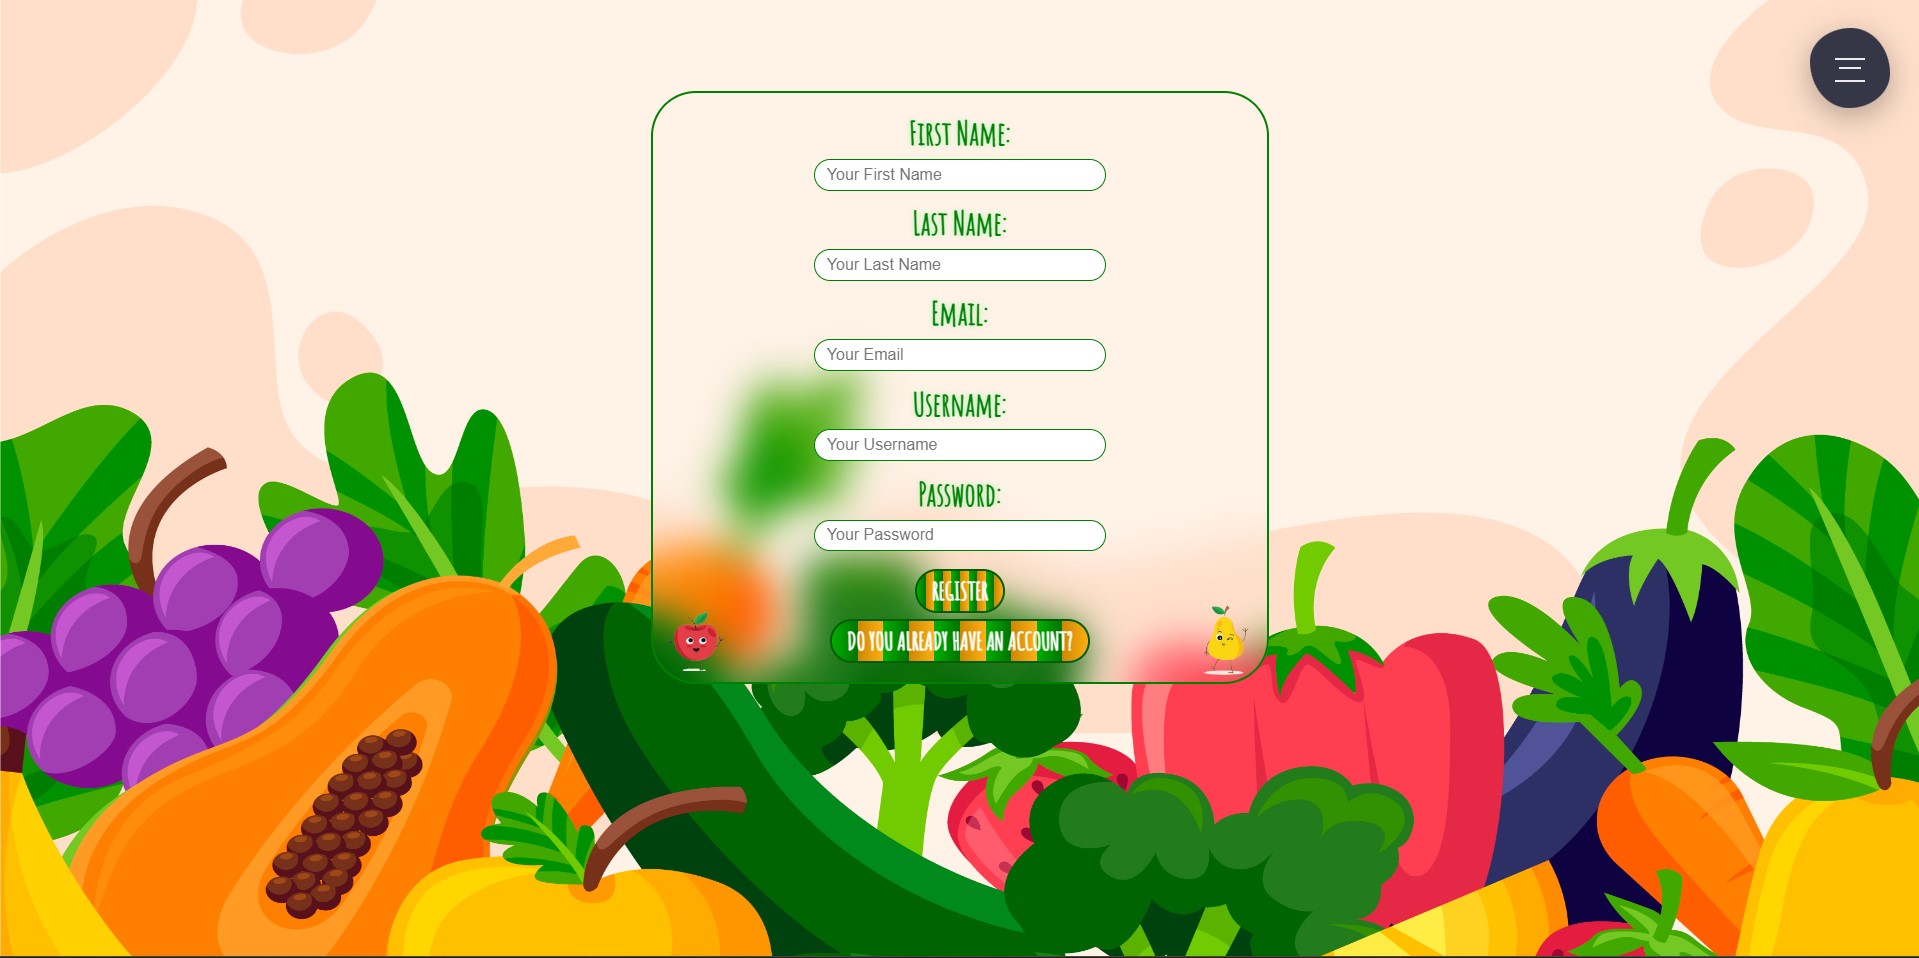 First Name:
Your First Name
Last Name:
Your Last Name
Email:
Your Email
Username:
Your Username
Password:
Your Password
Register
Do you already have an account?